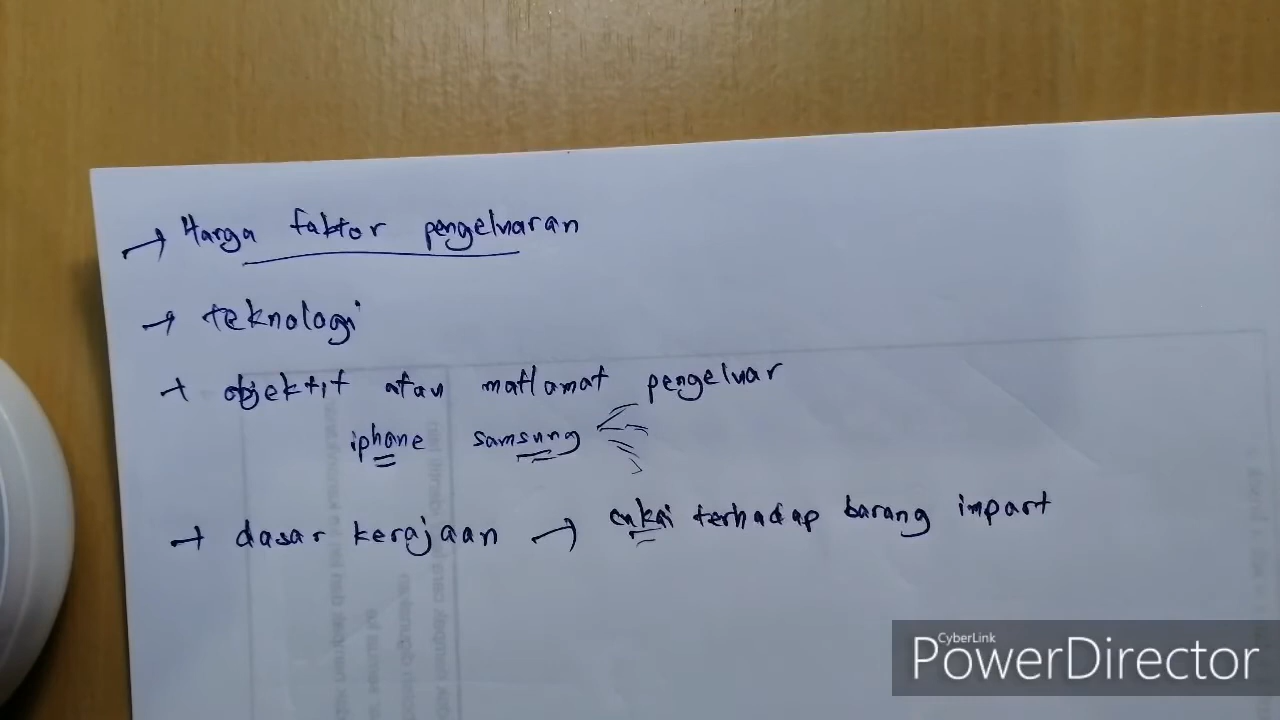 → Harga faktor pengeluaran
→ teknologi
→ objektif atau matlamat pengeluar
iphone samsung
→ dasar kerajaan → cukai terhadap barang import
CyberLink
PowerDirector